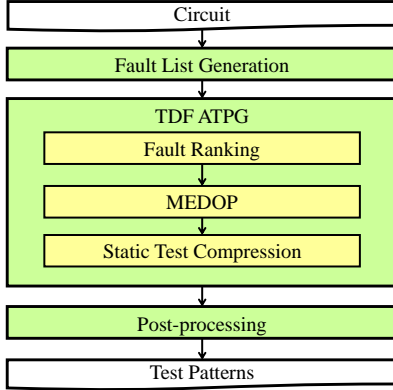 Circuit
Fault List Generation
TDF ATPG
Fault Ranking
MEDOP
Static Test Compression
Post-processing
Test Patterns